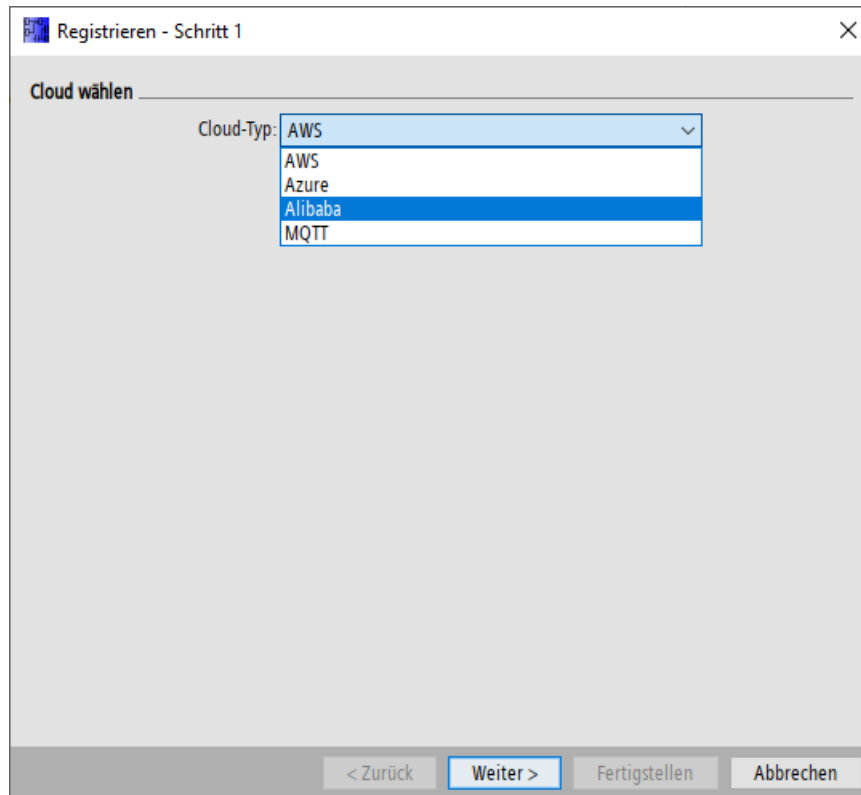 Registrieren - Schritt 1
Cloud wählen
Cloud-Typ: AWS
AWS
Azure
Alibaba
MQTT
< Zurück Weiter > Fertigstellen Abbrechen